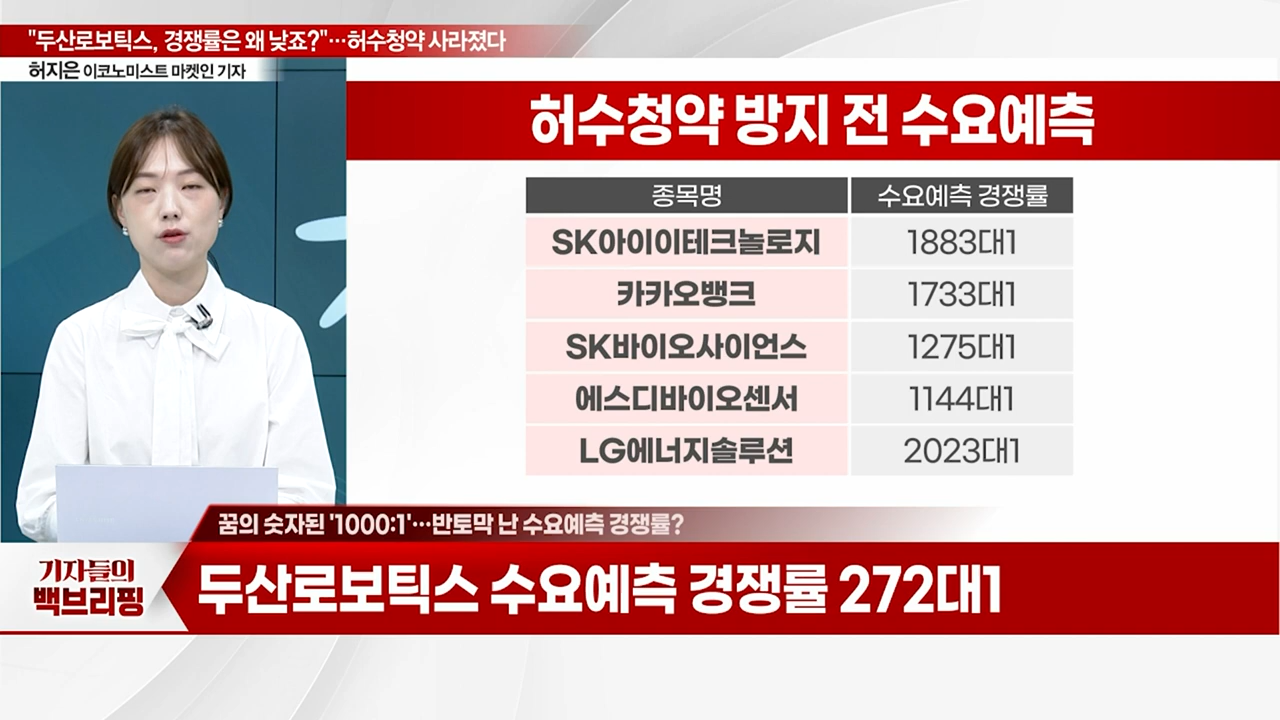 "두산로보틱스, 경쟁률은 왜 낮죠?"…허수청약 사라졌다
허지은 이코노미스트 마켓인 기자
허수청약 방지 전 수요예측
종목명 수요예측 경쟁률
SK아이이테크놀로지 1883대1
카카오뱅크 1733대1
SK바이오사이언스 1275대1
에스디바이오센서 1144대1
LG에너지솔루션 2023대1
꿈의 숫자된 '1000:1'…반토막 난 수요예측 경쟁률?
기자들의
백브리핑
두산로보틱스 수요예측 경쟁률 272대1